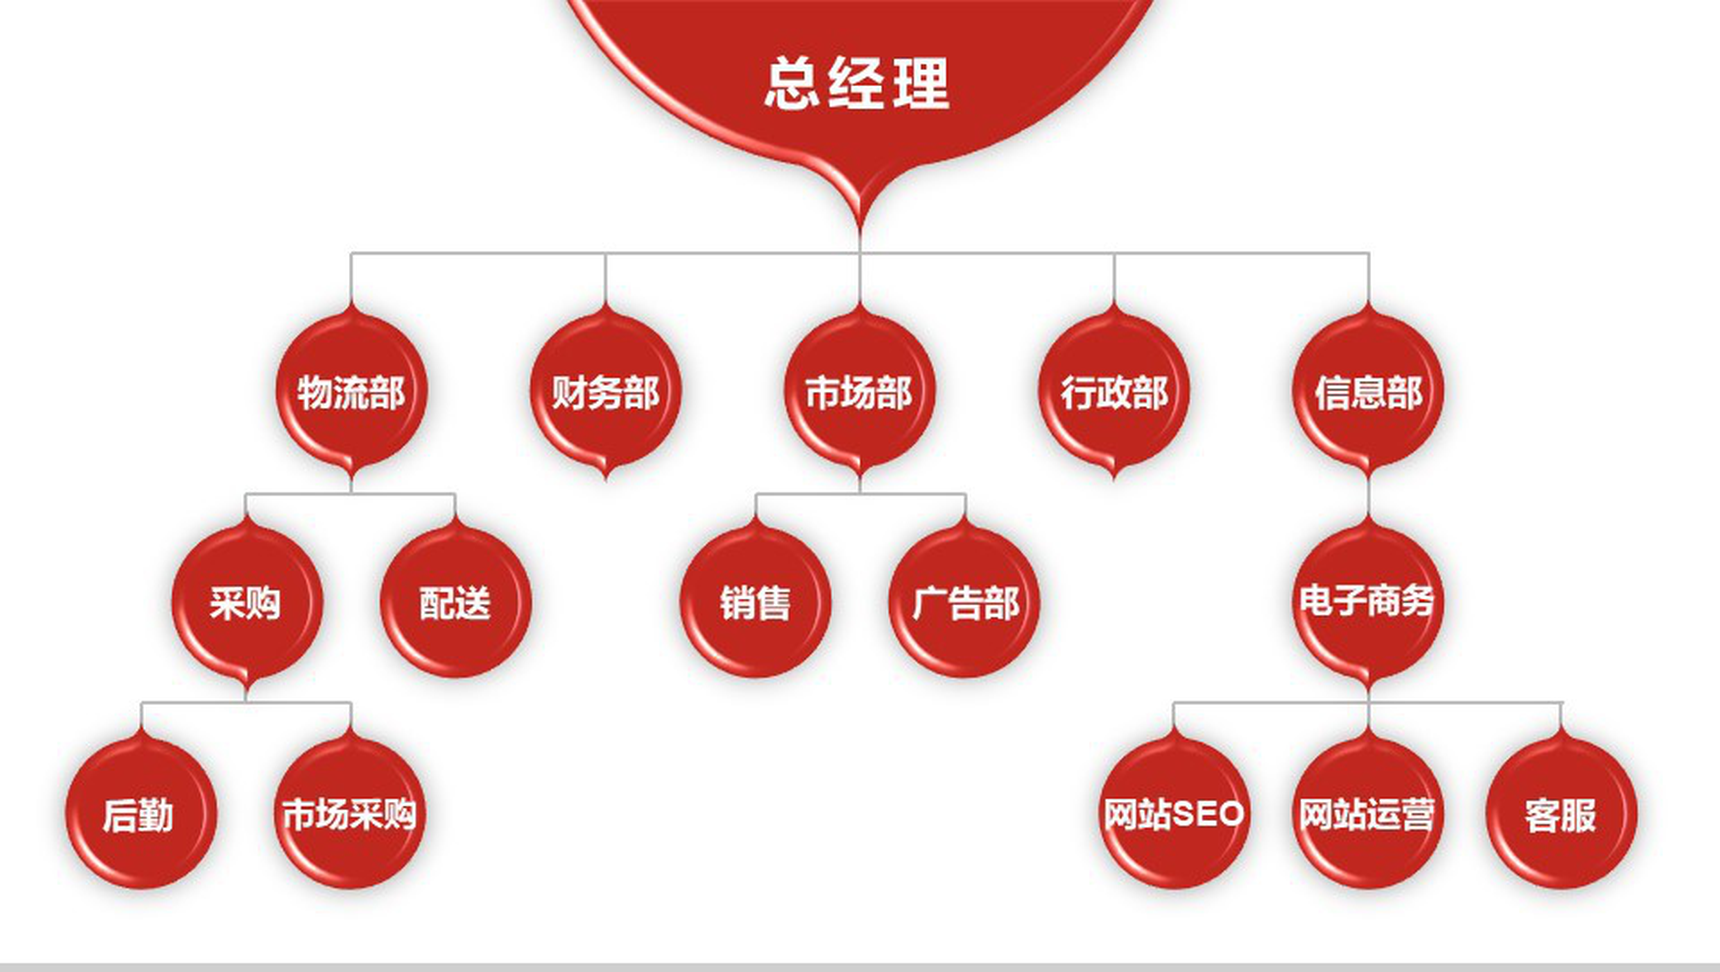 总经理
物流部
财务部
市场部
行政部
信息部
采购
配送
销售
广告部
电子商务
后勤
市场采购
网站SEO
网站运营
客服